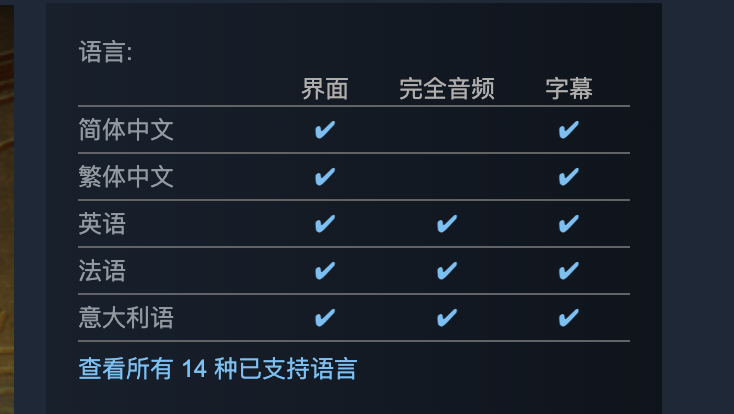 语言:
界面 完全音频 字幕
简体中文 ✔ ✔
繁体中文 ✔ ✔
英语 ✔ ✔ ✔
法语 ✔ ✔ ✔
意大利语 ✔ ✔ ✔
查看所有 14 种已支持语言